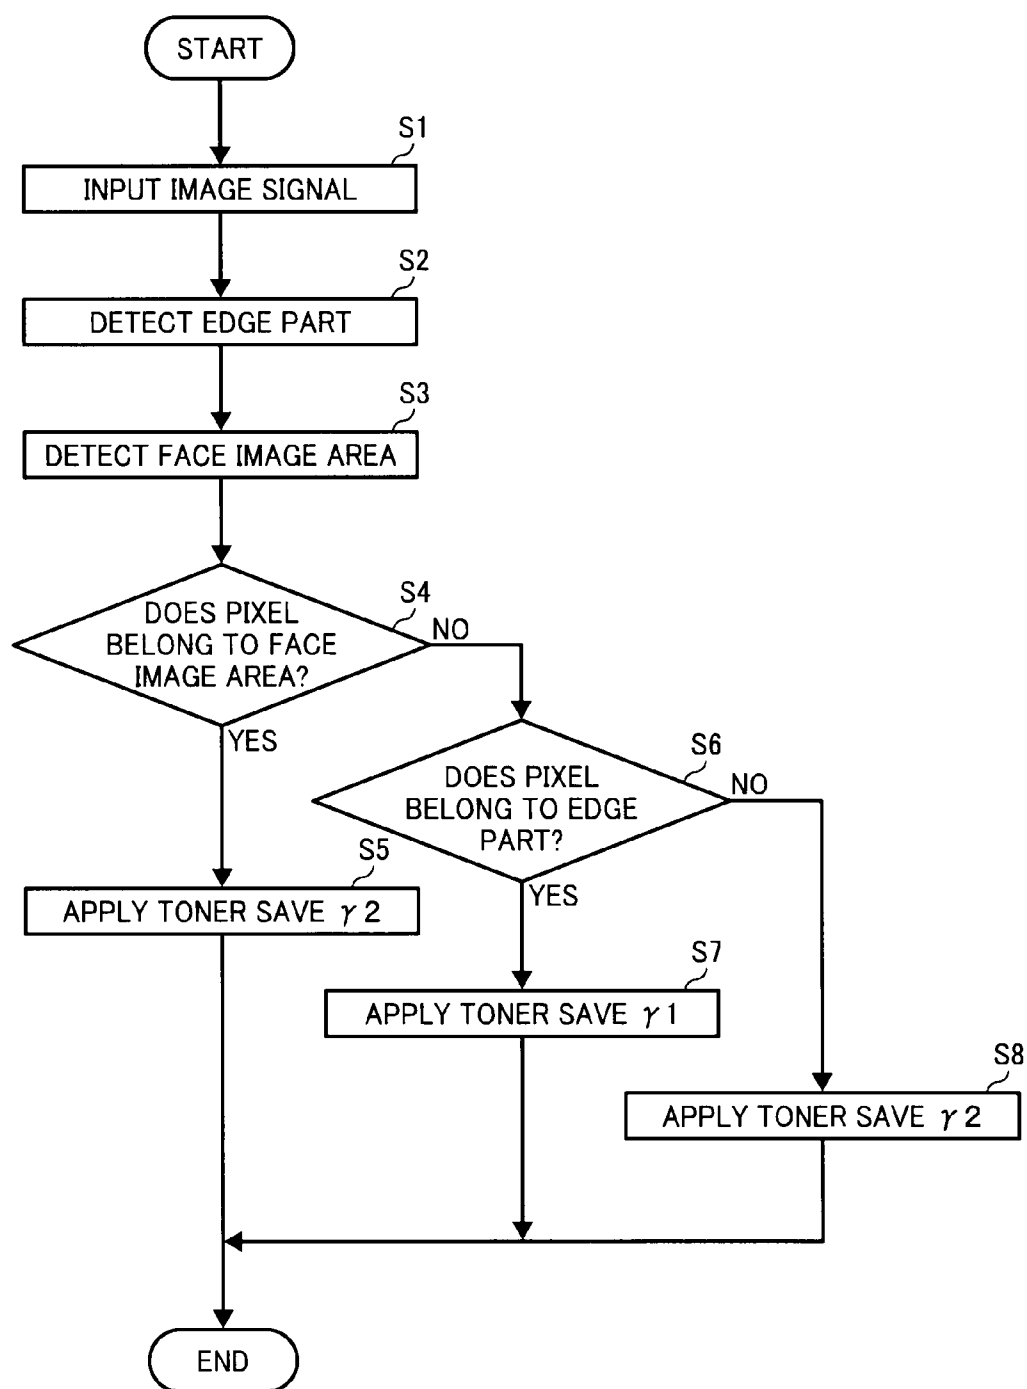 START
S1
INPUT IMAGE SIGNAL
S2
DETECT EDGE PART
S3
DETECT FACE IMAGE AREA
S4
DOES PIXEL
BELONG TO FACE
IMAGE AREA?
NO
YES
S6
DOES PIXEL
BELONG TO EDGE
PART?
NO
YES
S5
APPLY TONER SAVE γ2
S7
APPLY TONER SAVE γ1
S8
APPLY TONER SAVE γ2
END